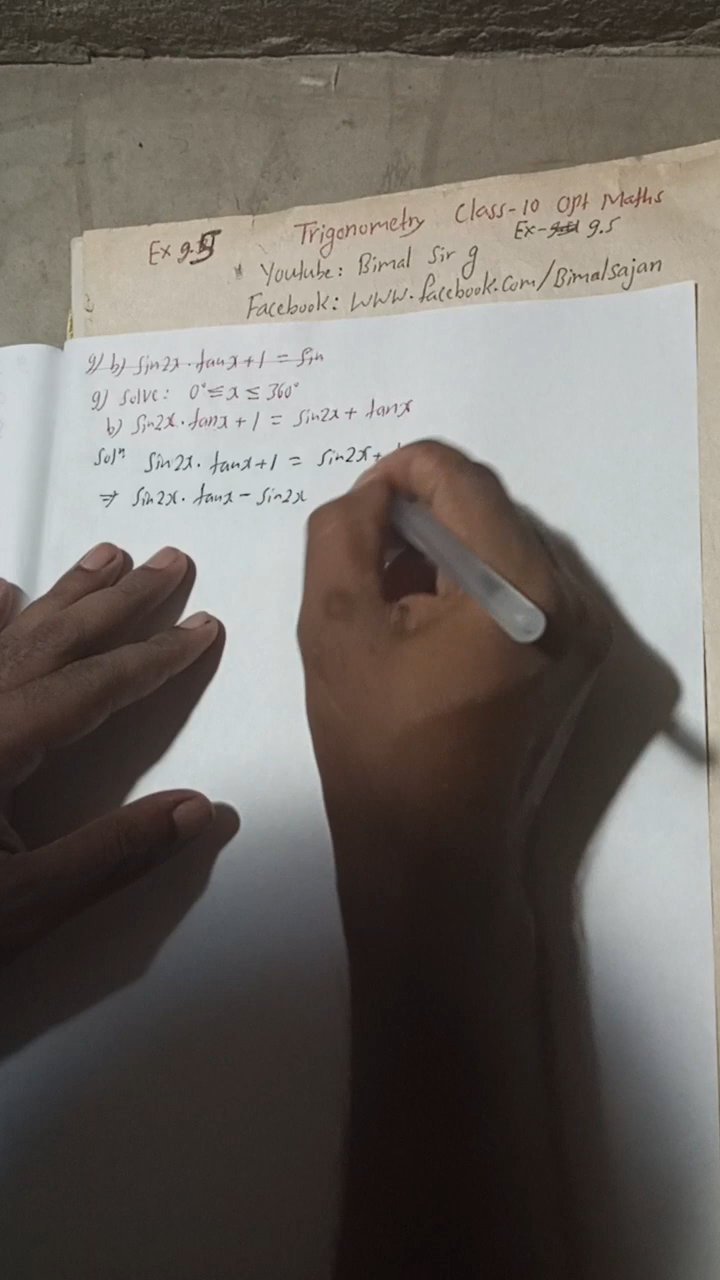 Ex 9.5
Trigonometry Class-10 Opt Maths
Ex- 9.5
Youtube: Bimal Sir g
Facebook: www.facebook.com/Bimalsajan
9) b) sin2x . tanx + 1 = sin
9) Solve: 0° ≤ x ≤ 360°
b) sin2x . tanx + 1 = sin2x + tanx
Solⁿ sin2x . tanx + 1 = sin2x +
⇒ sin2x . tanx - sin2x